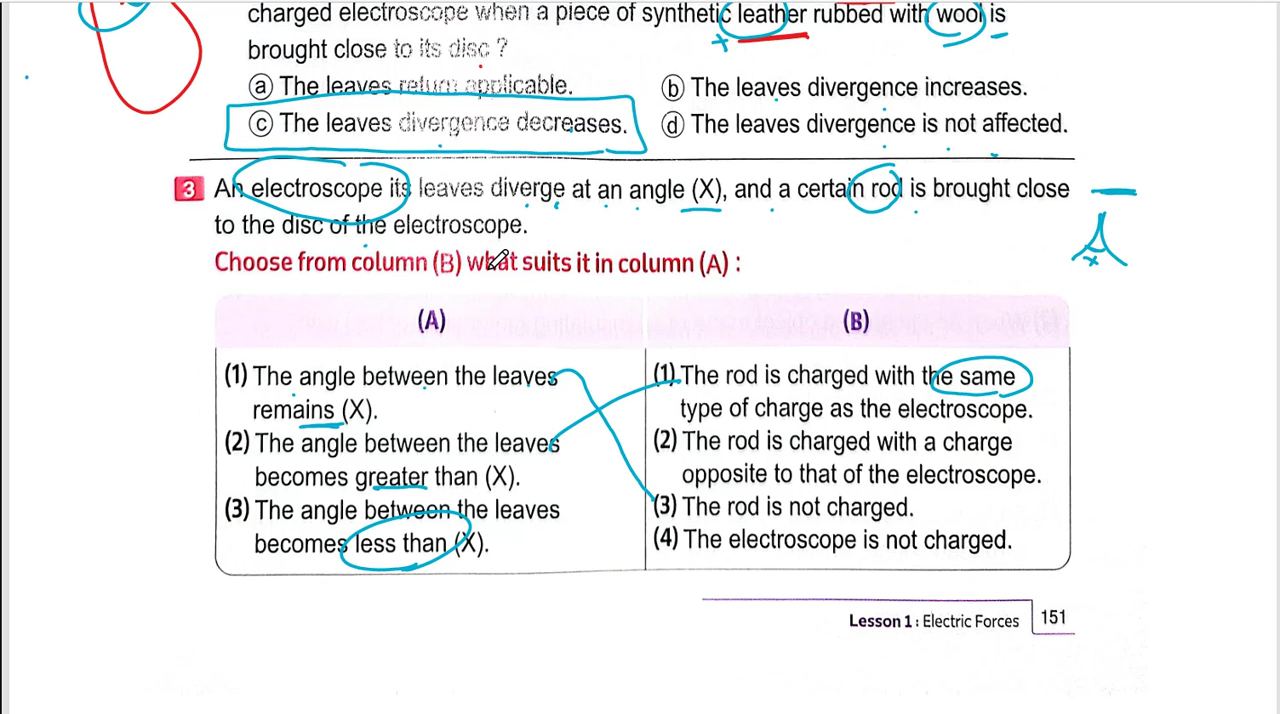 charged electroscope when a piece of synthetic leather rubbed with wool is
brought close to its disc ?
ⓐ The leaves return applicable.
ⓑ The leaves divergence increases.
ⓒ The leaves divergence decreases.
ⓓ The leaves divergence is not affected.
3 An electroscope its leaves diverge at an angle (X), and a certain rod is brought close
to the disc of the electroscope.
Choose from column (B) what suits it in column (A) :
(A)
(B)
(1) The angle between the leaves
remains (X).
(2) The angle between the leaves
becomes greater than (X).
(3) The angle between the leaves
becomes less than (X).
(1) The rod is charged with the same
type of charge as the electroscope.
(2) The rod is charged with a charge
opposite to that of the electroscope.
(3) The rod is not charged.
(4) The electroscope is not charged.
Lesson 1 : Electric Forces 151